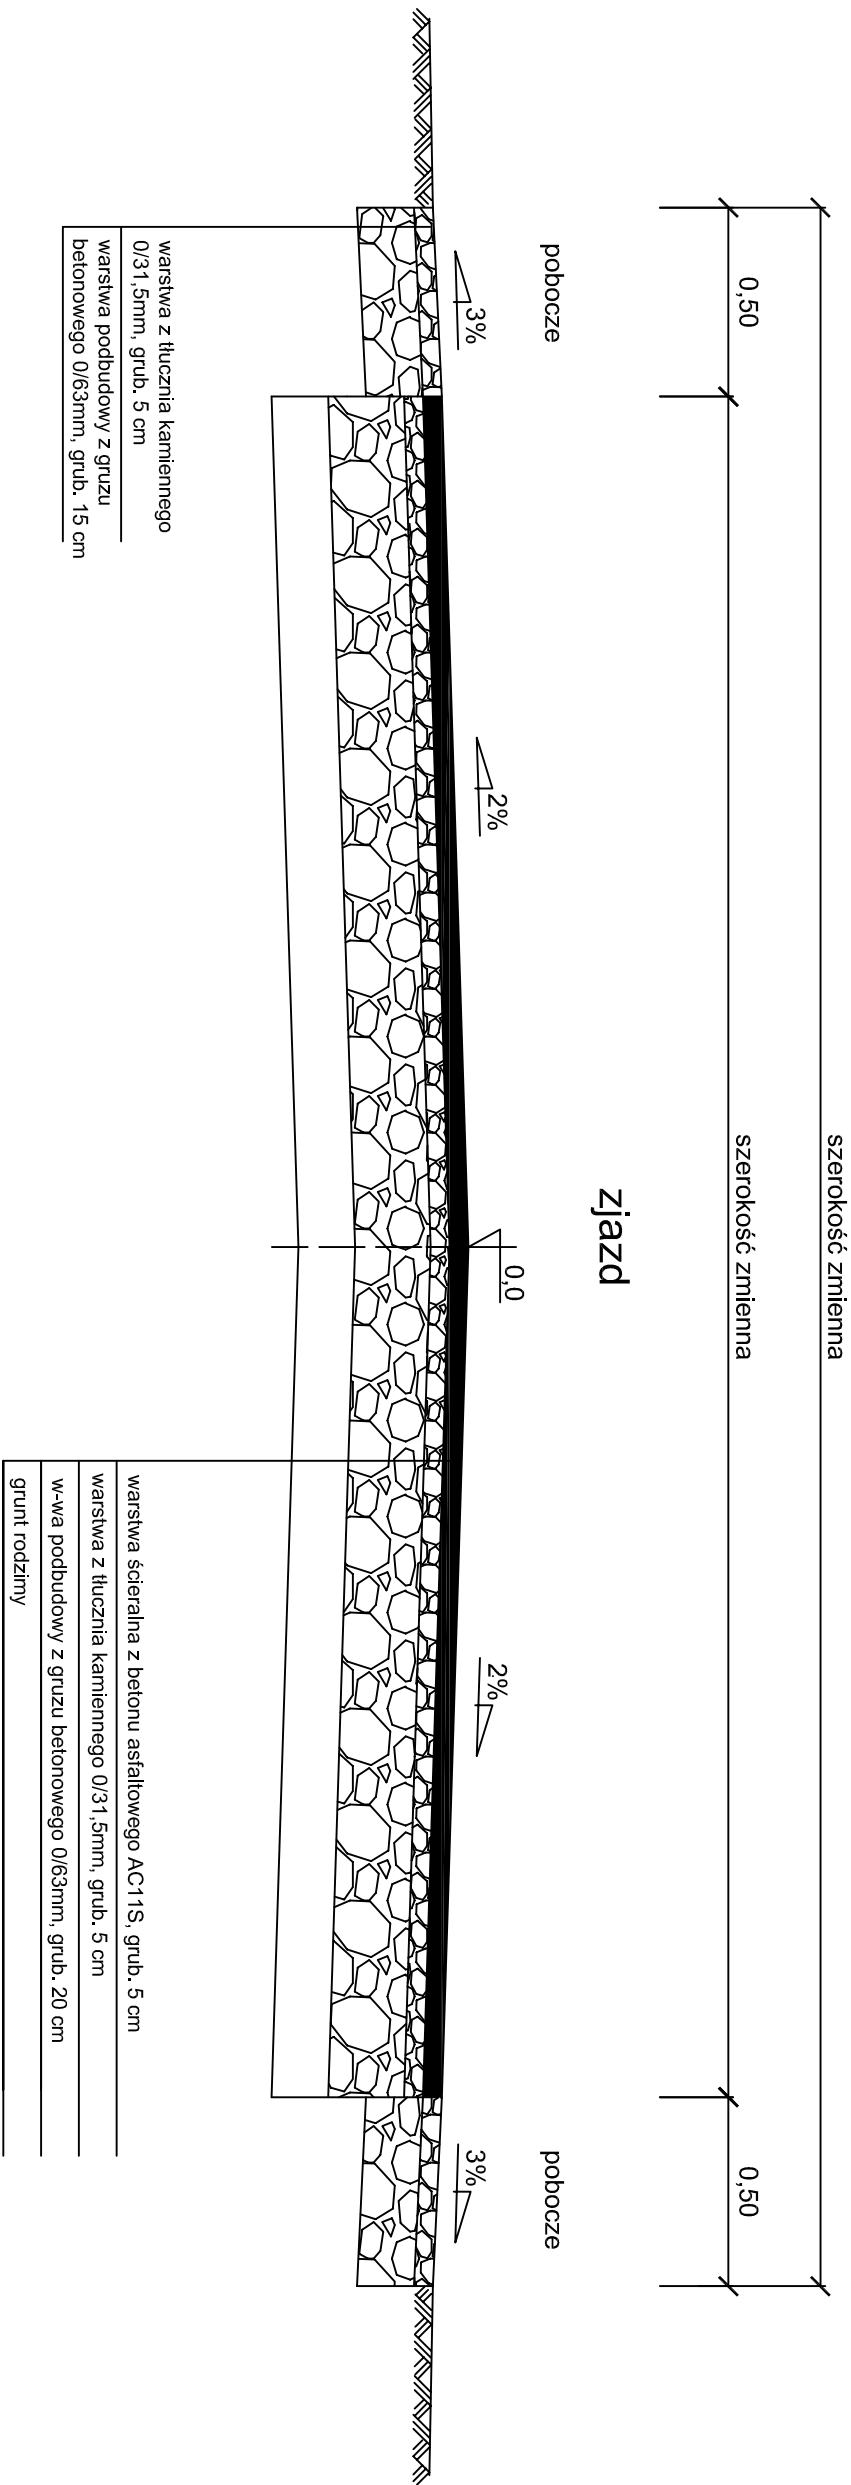 szerokość zmienna
0,50
szerokość zmienna
0,50
zjazd
pobocze
pobocze
3%
2%
0,0
2%
3%
warstwa z tłucznia kamiennego
0/31,5mm, grub. 5 cm
warstwa podbudowy z gruzu
betonowego 0/63mm, grub. 15 cm
warstwa ścieralna z betonu asfaltowego AC11S, grub. 5 cm
warstwa z tłucznia kamiennego 0/31,5mm, grub. 5 cm
w-wa podbudowy z gruzu betonowego 0/63mm, grub. 20 cm
grunt rodzimy